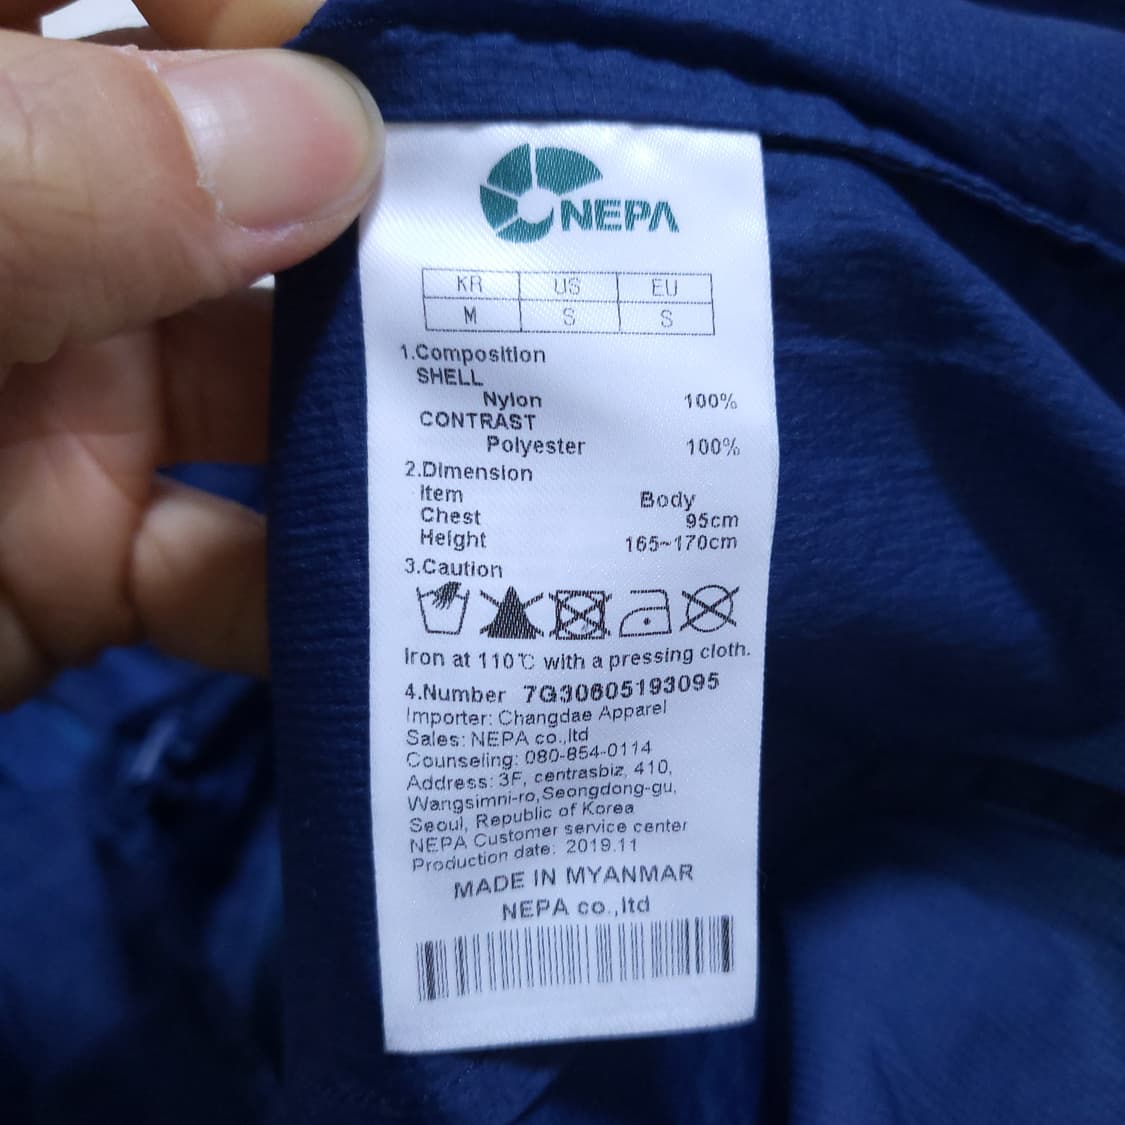 NEPA
KR US EU
M S S
1.Composition
SHELL
Nylon 100%
CONTRAST
Polyester 100%
2.Dimension
Item Body
Chest 95cm
Height 165~170cm
3.Caution
Iron at 110℃ with a pressing cloth.
4.Number 7G30605193095
Importer: Changdae Apparel
Sales: NEPA co.,ltd
Counseling: 080-854-0114
Address: 3F, centrasbiz, 410,
Wangsimni-ro,Seongdong-gu,
Seoul, Republic of Korea
NEPA Customer service center
Production date: 2019.11
MADE IN MYANMAR
NEPA co.,ltd